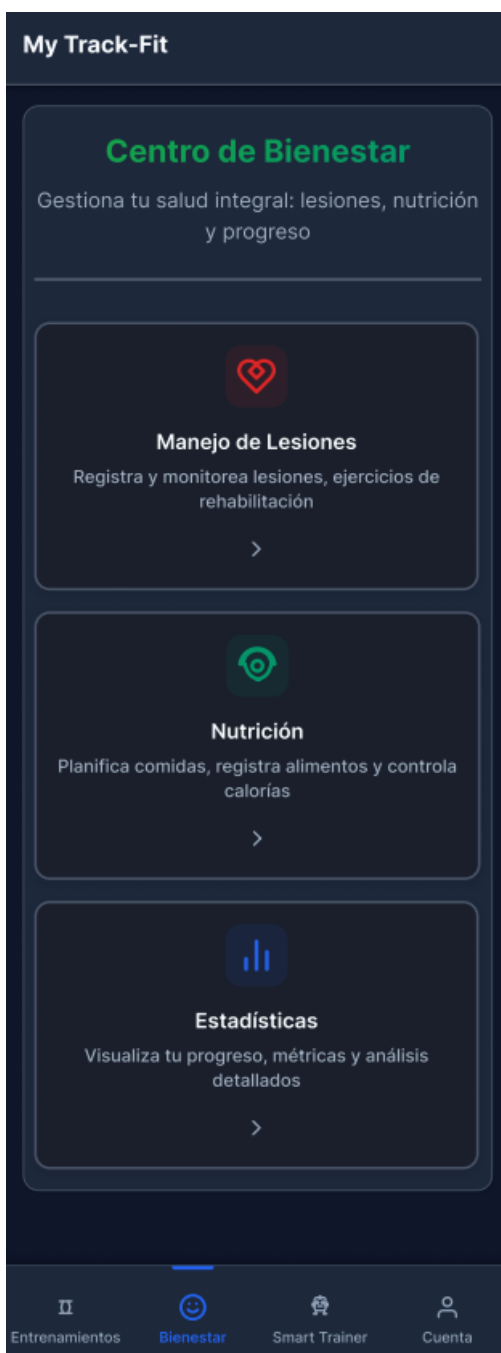 My Track-Fit
Centro de Bienestar
Gestiona tu salud integral: lesiones, nutrición
y progreso
Manejo de Lesiones
Registra y monitorea lesiones, ejercicios de
rehabilitación
Nutrición
Planifica comidas, registra alimentos y controla
calorías
Estadísticas
Visualiza tu progreso, métricas y análisis
detallados
Entrenamientos
Bienestar
Smart Trainer
Cuenta